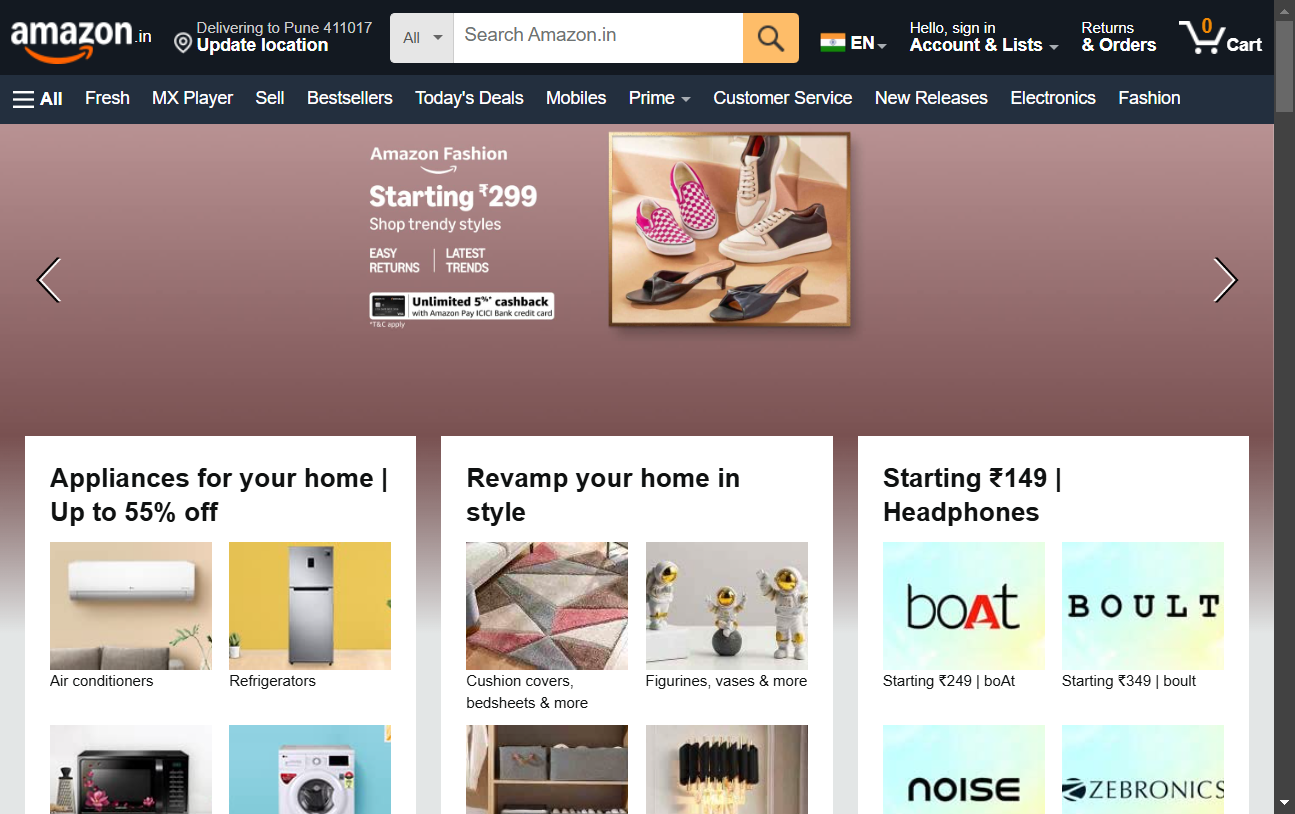 amazon.in
Delivering to Pune 411017
Update location
All
Search Amazon.in
EN
Hello, sign in
Account & Lists
Returns
& Orders
0
Cart
All
Fresh
MX Player
Sell
Bestsellers
Today's Deals
Mobiles
Prime
Customer Service
New Releases
Electronics
Fashion
Amazon Fashion
Starting ₹299
Shop trendy styles
EASY
RETURNS
LATEST
TRENDS
Unlimited 5%* cashback
with Amazon Pay ICICI Bank credit card
*T&C apply
Appliances for your home |
Up to 55% off
Air conditioners
Refrigerators
Revamp your home in
style
Cushion covers,
bedsheets & more
Figurines, vases & more
Starting ₹149 |
Headphones
boAt
BOULT
Starting ₹249 | boAt
Starting ₹349 | boult
NOISE
ZEBRONICS